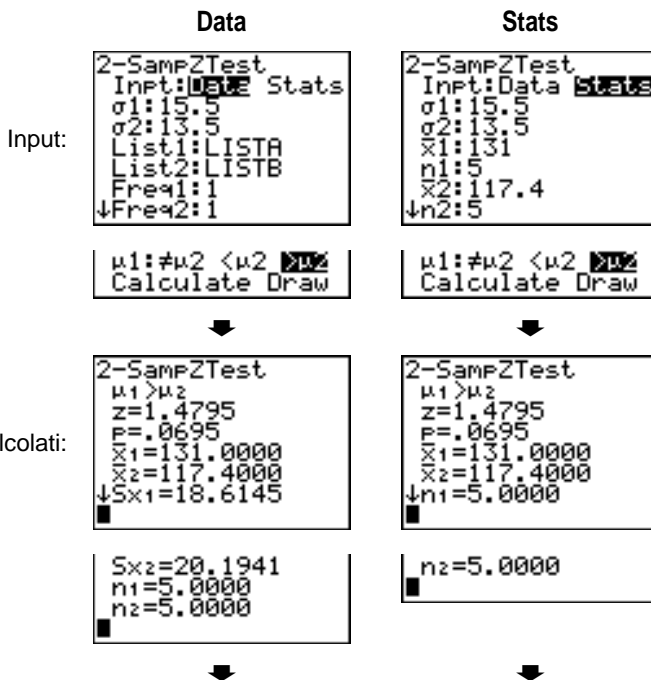 Data
Stats
Input:
2-SampZTest
Inpt:Data Stats
σ1:15.5
σ2:13.5
List1:LISTA
List2:LISTB
Freq1:1
↓Freq2:1
μ1:≠μ2 <μ2 >μ2
Calculate Draw
2-SampZTest
Inpt:Data Stats
σ1:15.5
σ2:13.5
x̄1:131
n1:5
x̄2:117.4
↓n2:5
μ1:≠μ2 <μ2 >μ2
Calculate Draw
lcolati:
2-SampZTest
μ1>μ2
z=1.4795
p=.0695
x̄1=131.0000
x̄2=117.4000
↓Sx1=18.6145
Sx2=20.1941
n1=5.0000
n2=5.0000
2-SampZTest
μ1>μ2
z=1.4795
p=.0695
x̄1=131.0000
x̄2=117.4000
↓n1=5.0000
n2=5.0000